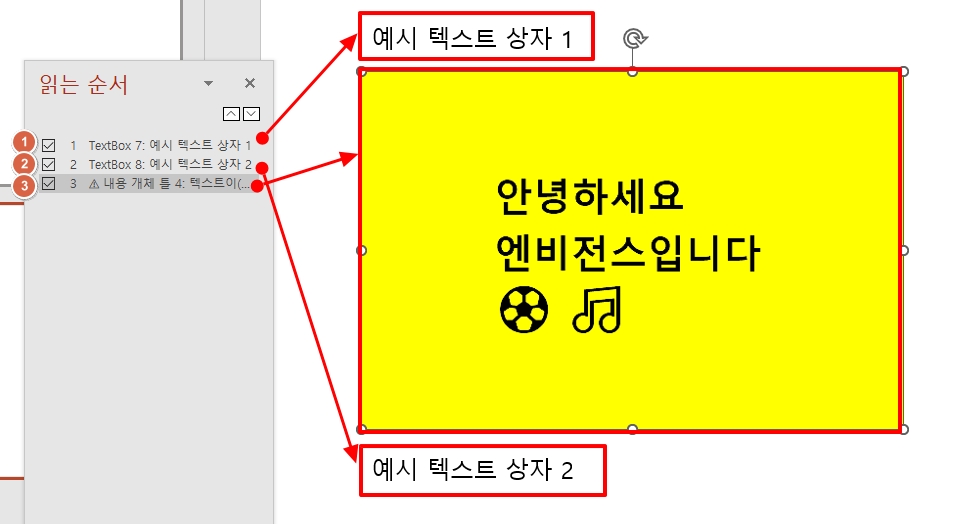 읽는 순서
1 1 TextBox 7: 예시 텍스트 상자 1
2 2 TextBox 8: 예시 텍스트 상자 2
3 3 ⚠ 내용 개체 틀 4: 텍스트이(...
예시 텍스트 상자 1
안녕하세요
엔비전스입니다
예시 텍스트 상자 2